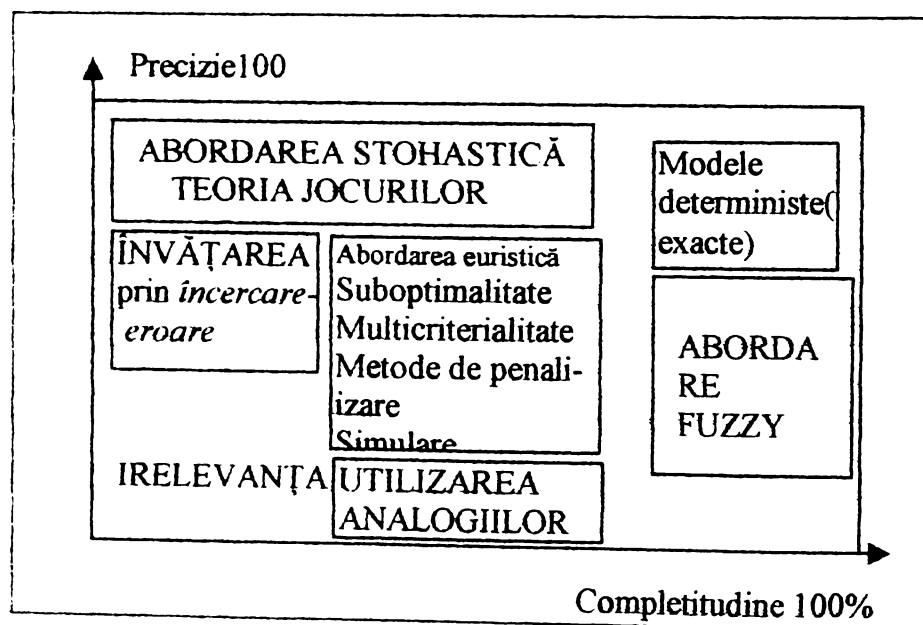 Precizie100
ABORDAREA STOHASTICĂ
TEORIA JOCURILOR
Modele
deterministe(
exacte)
ÎNVĂȚAREA
prin încercare-
eroare
Abordarea euristică
Suboptimalitate
Multicriterialitate
Metode de penali-
izare
Simulare
ABORDA
RE
FUZZY
IRELEVANȚA
UTILIZAREA
ANALOGIILOR
Completitudine 100%